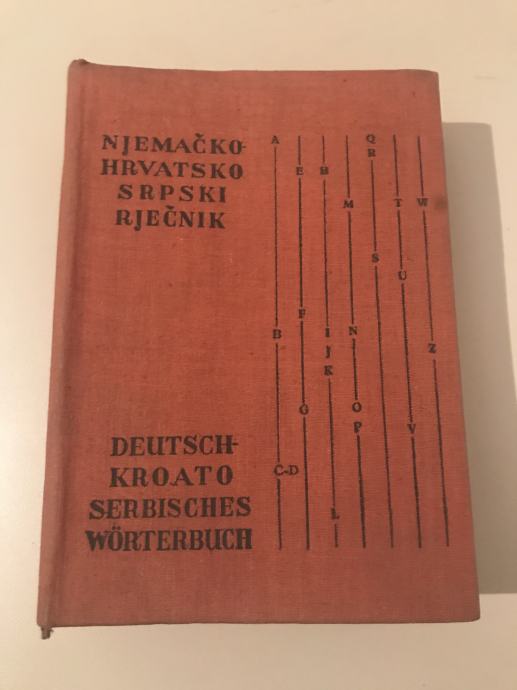 NJEMAČKO-
HRVATSKO
SRPSKI
RJEČNIK
DEUTSCH-
KROATO
SERBISCHES
WÖRTERBUCH
A
B
C-D
E
F
G
H
I
J
K
L
M
N
O
P
Q
R
S
T
U
V
W
Z